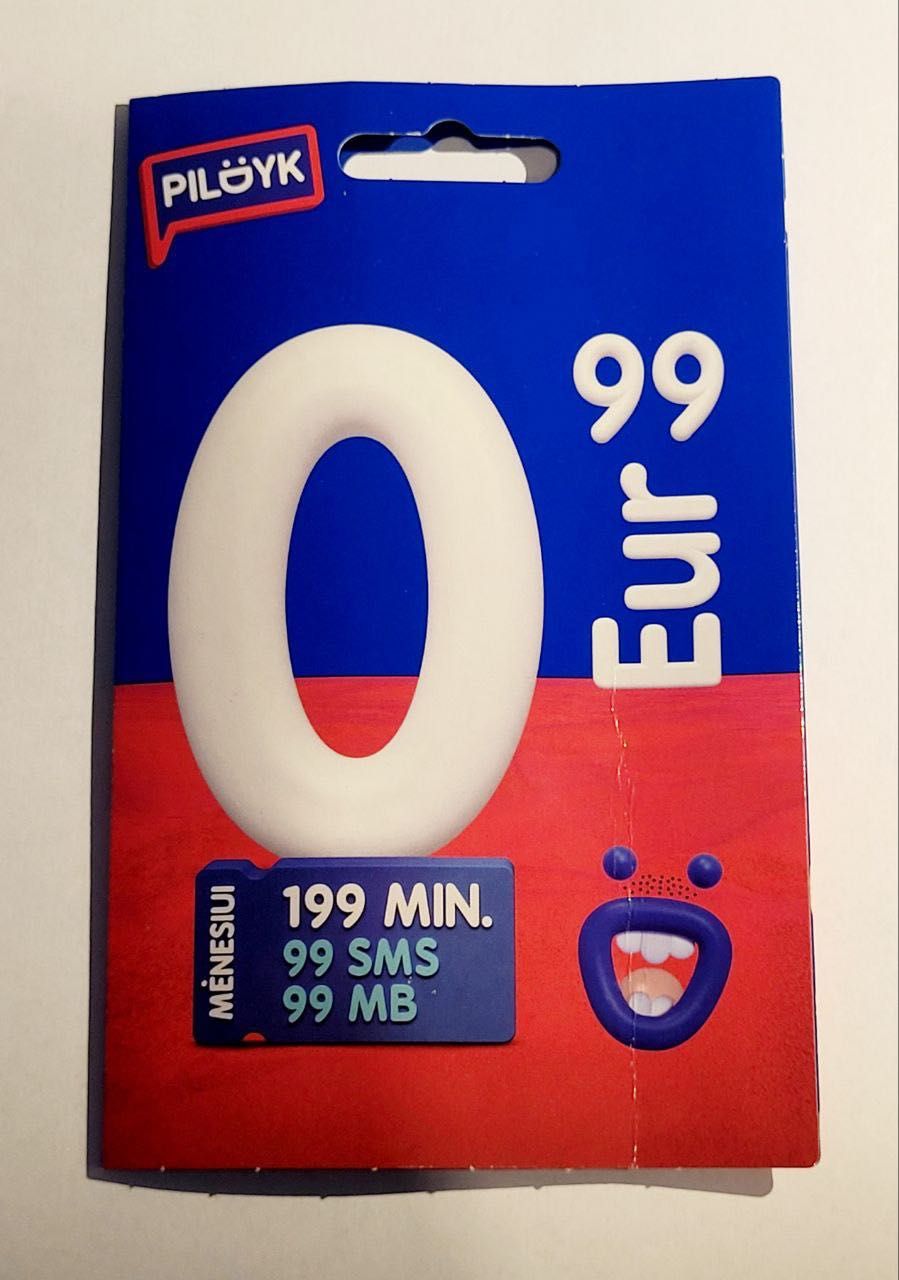 PILDYK
0
Eur 99
MĖNESIUI
199 MIN.
99 SMS
99 MB